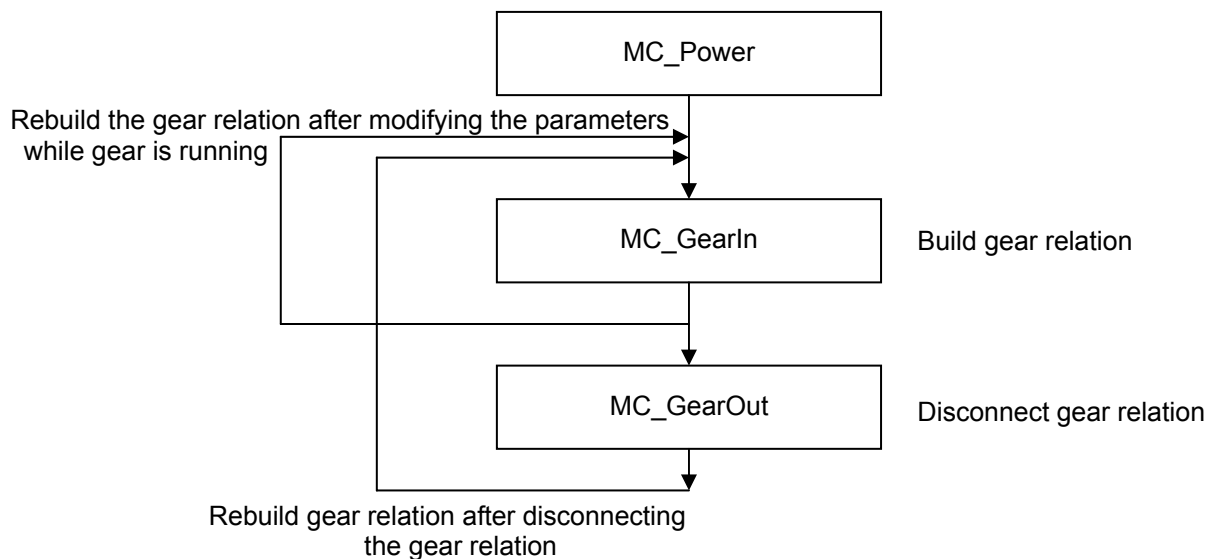 MC_Power
Rebuild the gear relation after modifying the parameters
while gear is running
MC_GearIn
Build gear relation
MC_GearOut
Disconnect gear relation
Rebuild gear relation after disconnecting
the gear relation